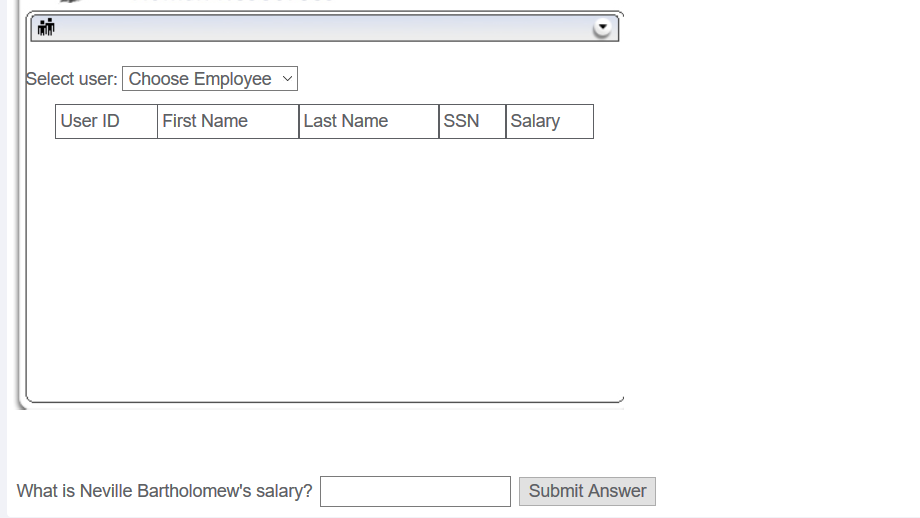 Select user: Choose Employee
User ID First Name Last Name SSN Salary
What is Neville Bartholomew's salary? Submit Answer